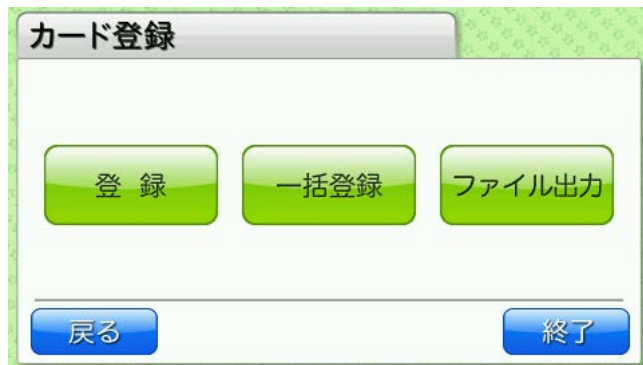 カード登録
登 録
一括登録
ファイル出力
戻る
終了